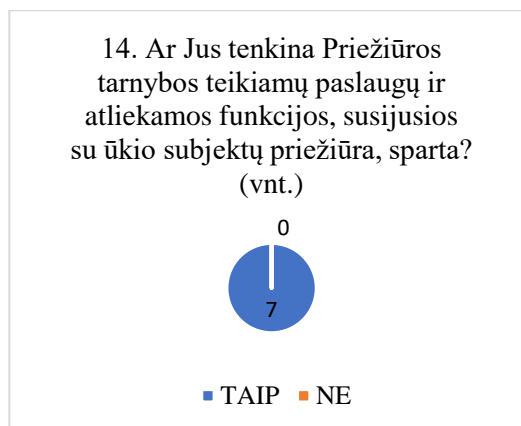 14. Ar Jus tenkina Priežiūros
tarnybos teikiamų paslaugų ir
atliekamos funkcijos, susijusios
su ūkio subjektų priežiūra, sparta?
(vnt.)
0
7
TAIP NE